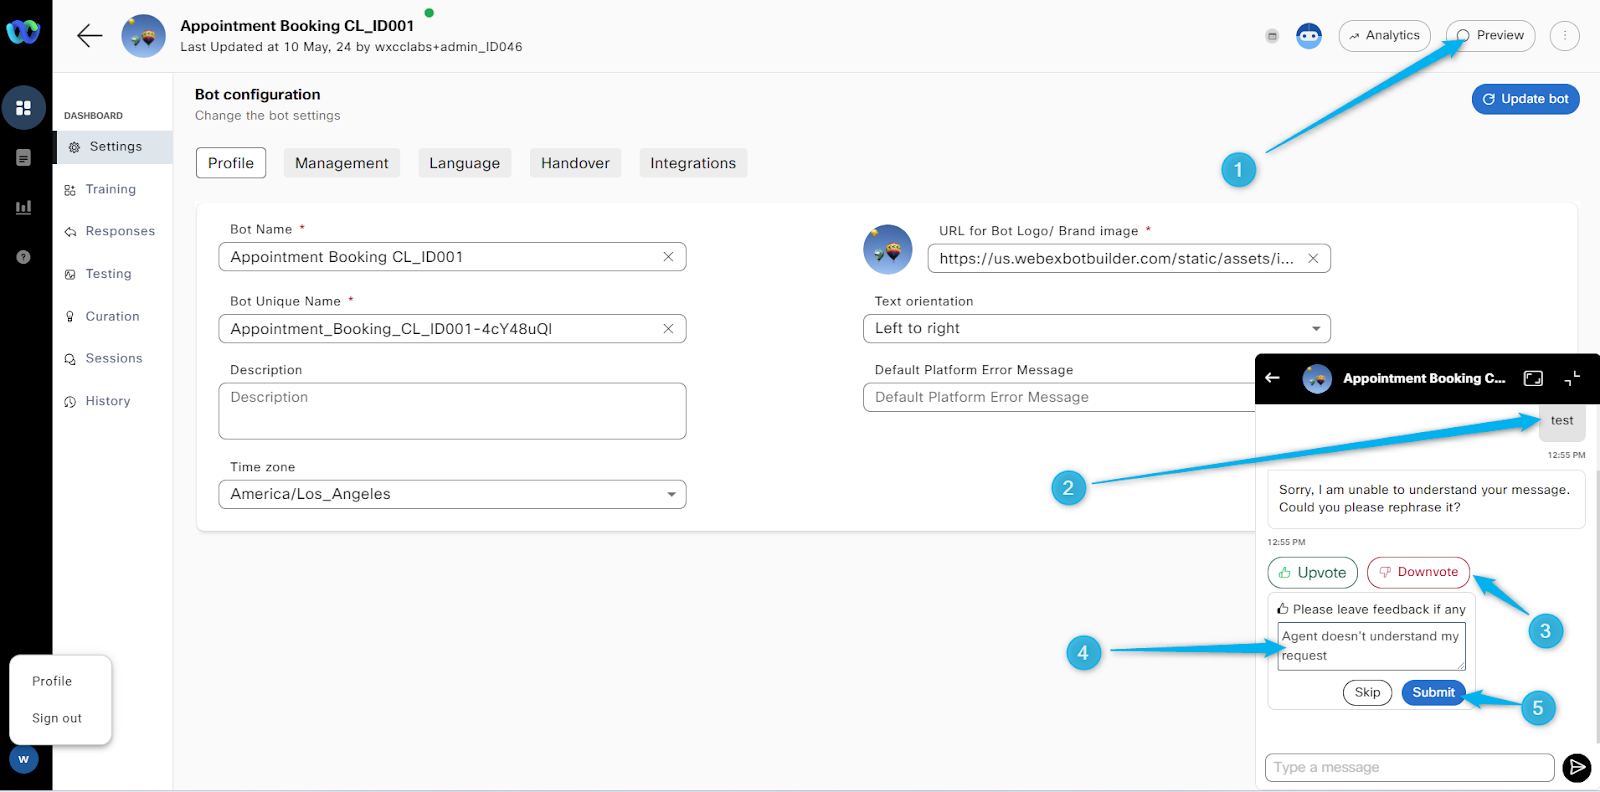 Appointment Booking CL_ID001
Last Updated at 10 May, 24 by wxcclabs+admin_ID046
Analytics
Preview
Bot configuration
Change the bot settings
Update bot
DASHBOARD
Settings
Training
Responses
Testing
Curation
Sessions
History
Profile
Management
Language
Handover
Integrations
1
Bot Name *
Appointment Booking CL_ID001
URL for Bot Logo/ Brand image *
https://us.webexbotbuilder.com/static/assets/i...
Bot Unique Name *
Appointment_Booking_CL_ID001-4cY48uQI
Text orientation
Left to right
Description
Description
Default Platform Error Message
Default Platform Error Message
Time zone
America/Los_Angeles
Appointment Booking C...
test
12:55 PM
2
Sorry, I am unable to understand your message.
Could you please rephrase it?
12:55 PM
Upvote
Downvote
3
Please leave feedback if any
Agent doesn't understand my
request
4
Skip
Submit
5
Type a message
Profile
Sign out
W